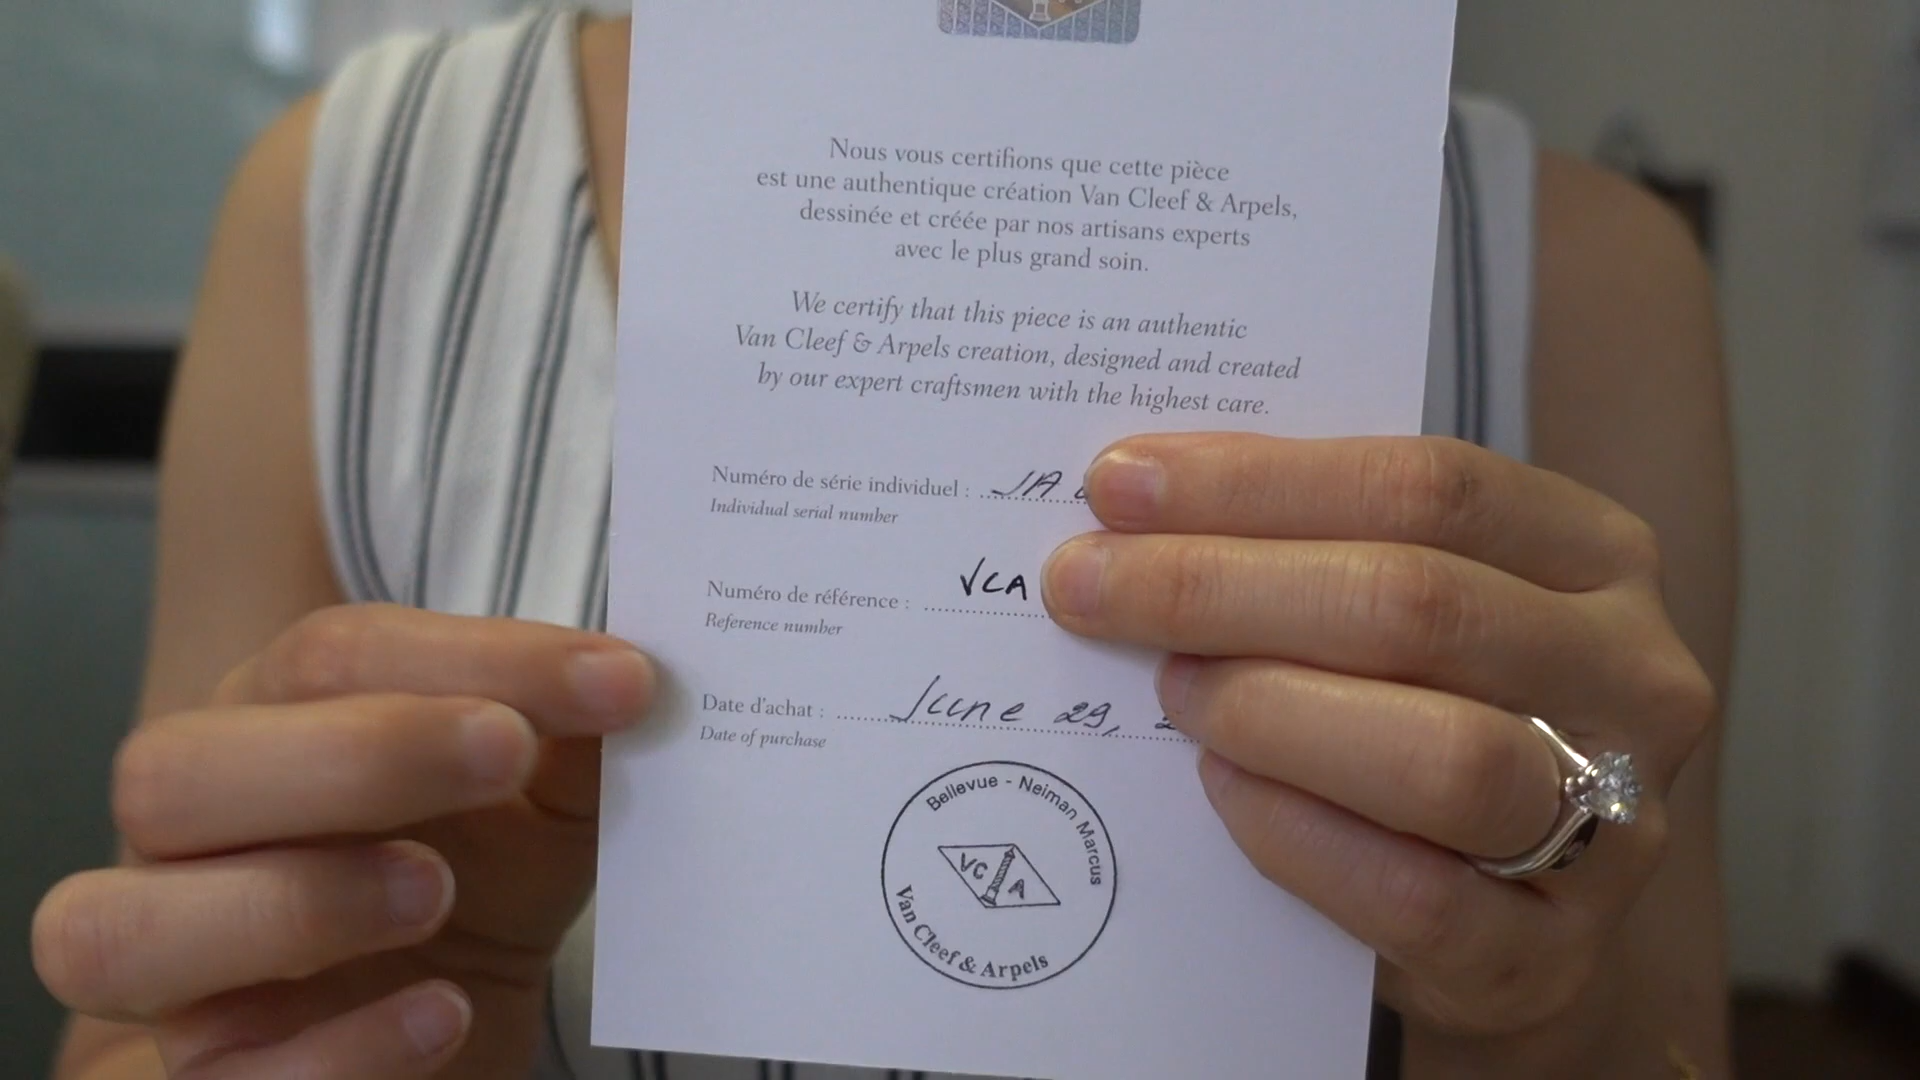 Nous vous certifions que cette pièce
est une authentique création Van Cleef & Arpels,
dessinée et créée par nos artisans experts
avec le plus grand soin.
We certify that this piece is an authentic
Van Cleef & Arpels creation, designed and created
by our expert craftsmen with the highest care.
Numéro de série individuel : JA
Individual serial number
Numéro de référence : VCA
Reference number
Date d'achat : June 29, 2
Date of purchase
Bellevue - Neiman Marcus
VC A
Van Cleef & Arpels